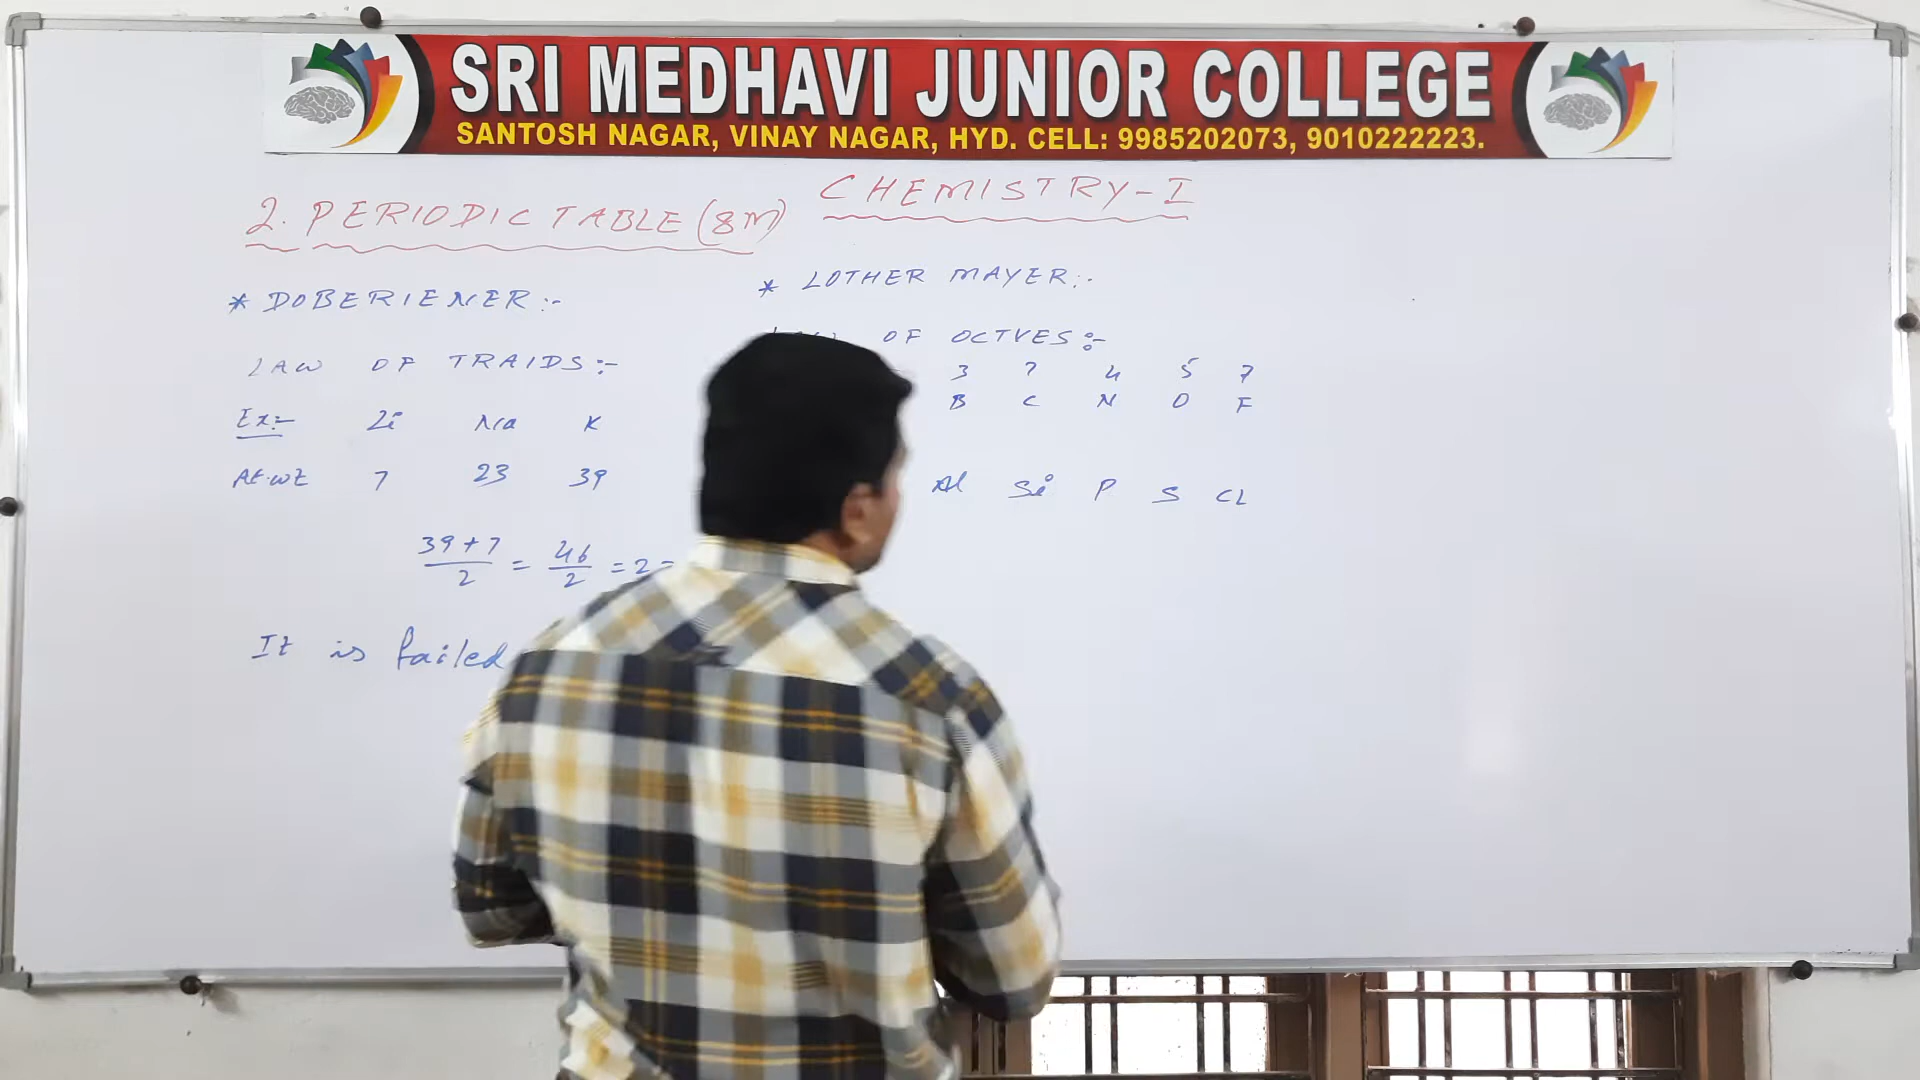 SRI MEDHAVI JUNIOR COLLEGE
SANTOSH NAGAR, VINAY NAGAR, HYD. CELL: 9985202073, 9010222223.
CHEMISTRY-I
2. PERIODIC TABLE (8M)
* DOBERIENER:-
LAW OF TRAIDS:-
Ex:- Li Na K
At.wt 7 23 39
39+7/2 = 46/2 = 2
It is failed
* LOTHER MAYER:-
OF OCTVES:-
3 ? 4 5 7
B C N O F
Al Si P S CL